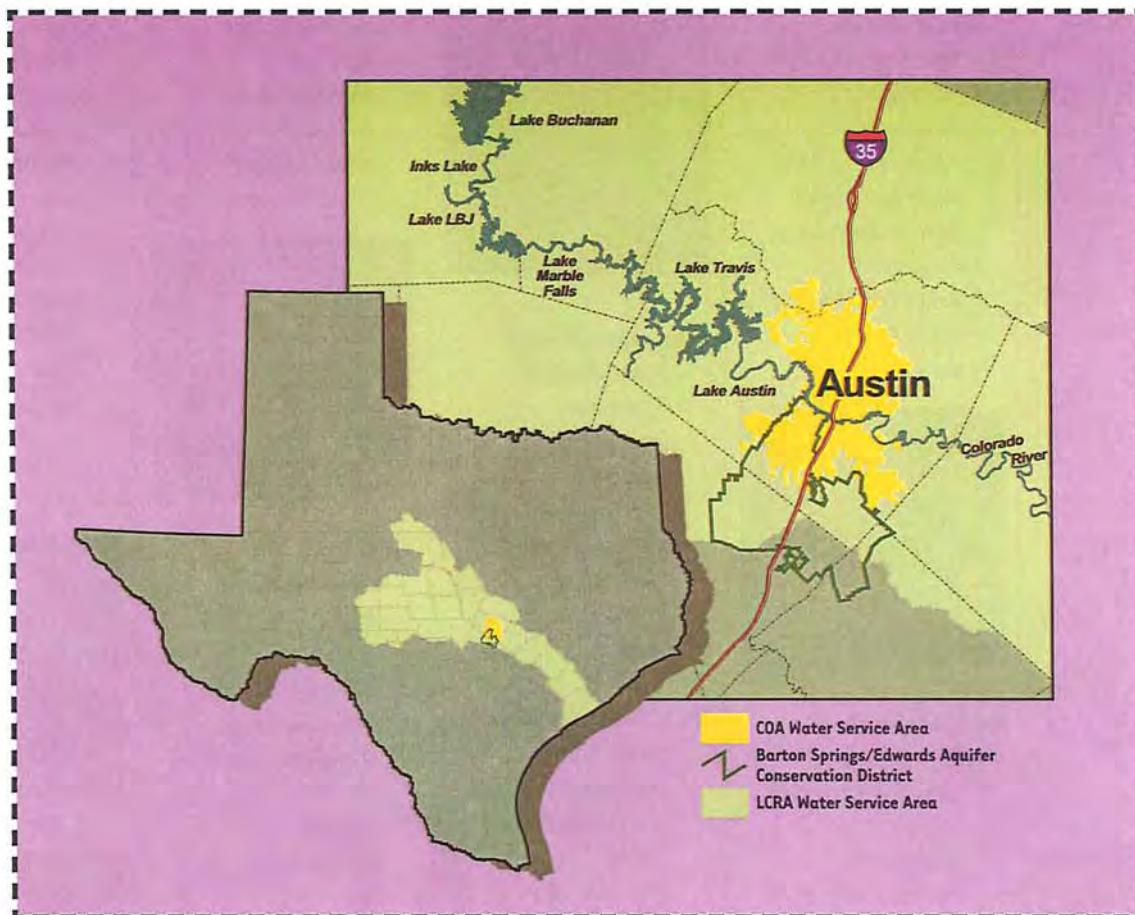 Lake Buchanan
Inks Lake
Lake LBJ
35
Lake
Marble
Falls
Lake Travis
Lake Austin
Austin
Colorado
River
COA Water Service Area
Barton Springs/Edwards Aquifer
Conservation District
LCRA Water Service Area